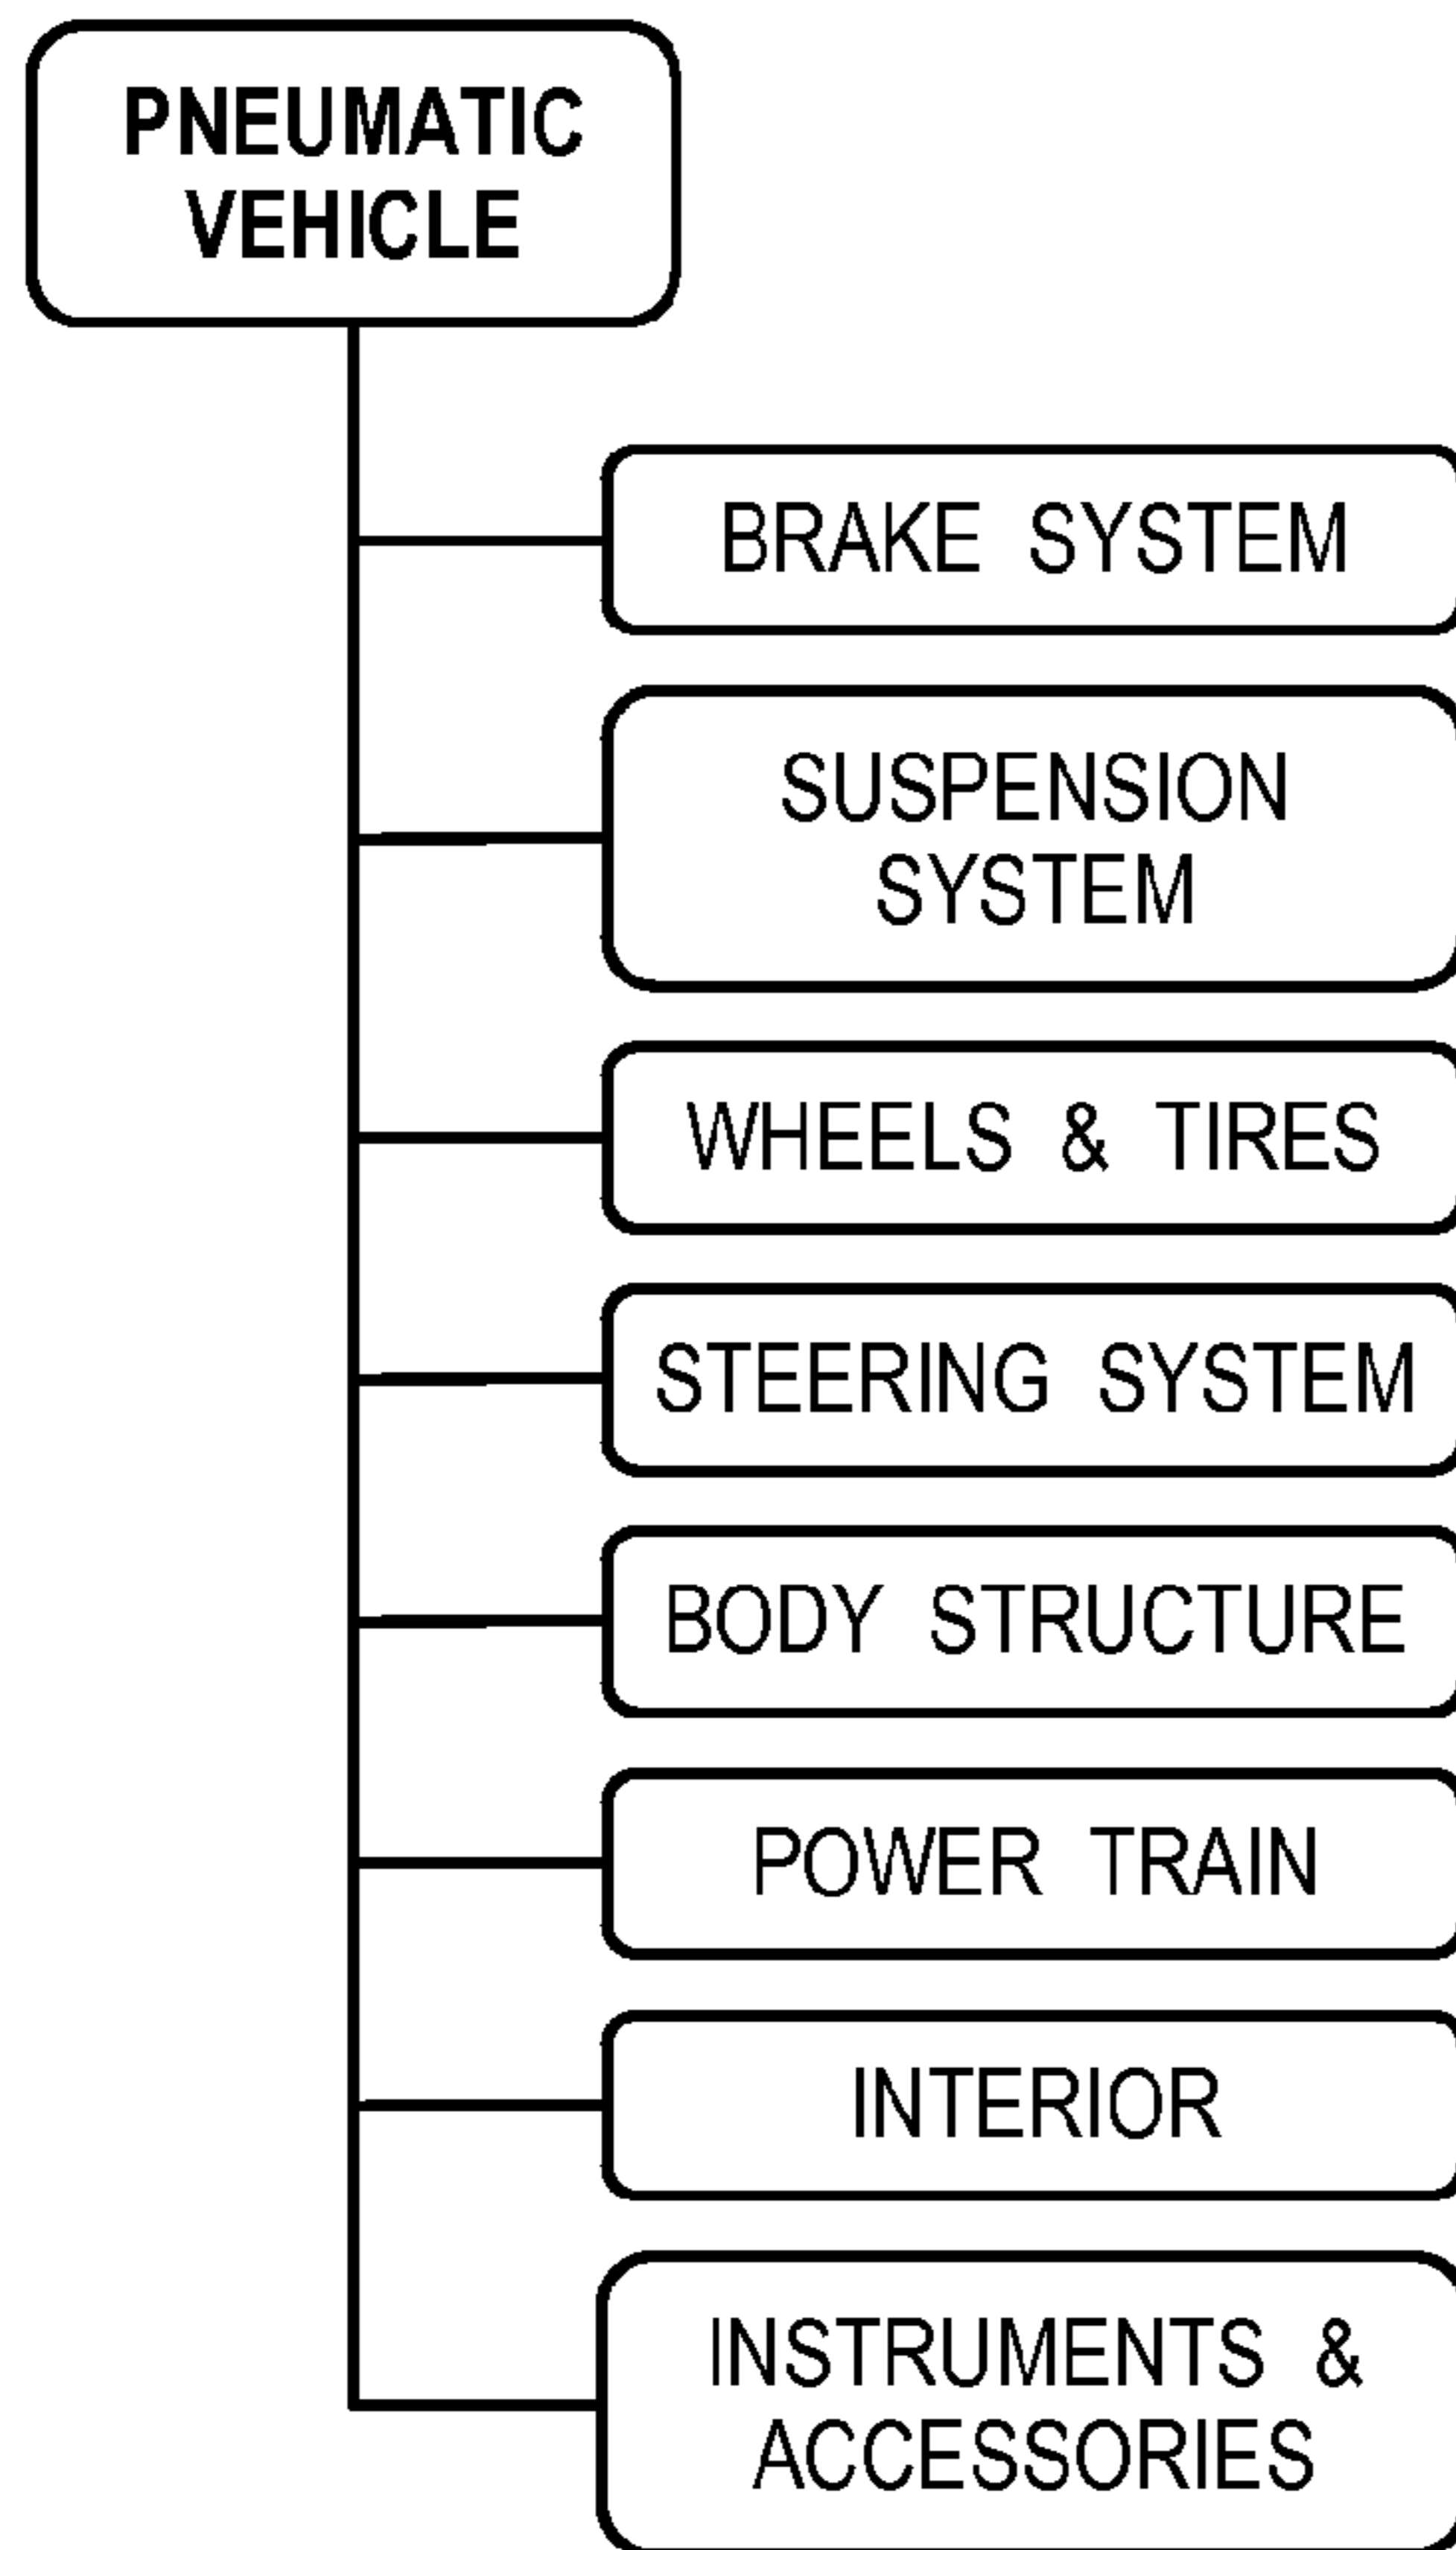 PNEUMATIC
VEHICLE
BRAKE SYSTEM
SUSPENSION
SYSTEM
WHEELS & TIRES
STEERING SYSTEM
BODY STRUCTURE
POWER TRAIN
INTERIOR
INSTRUMENTS &
ACCESSORIES